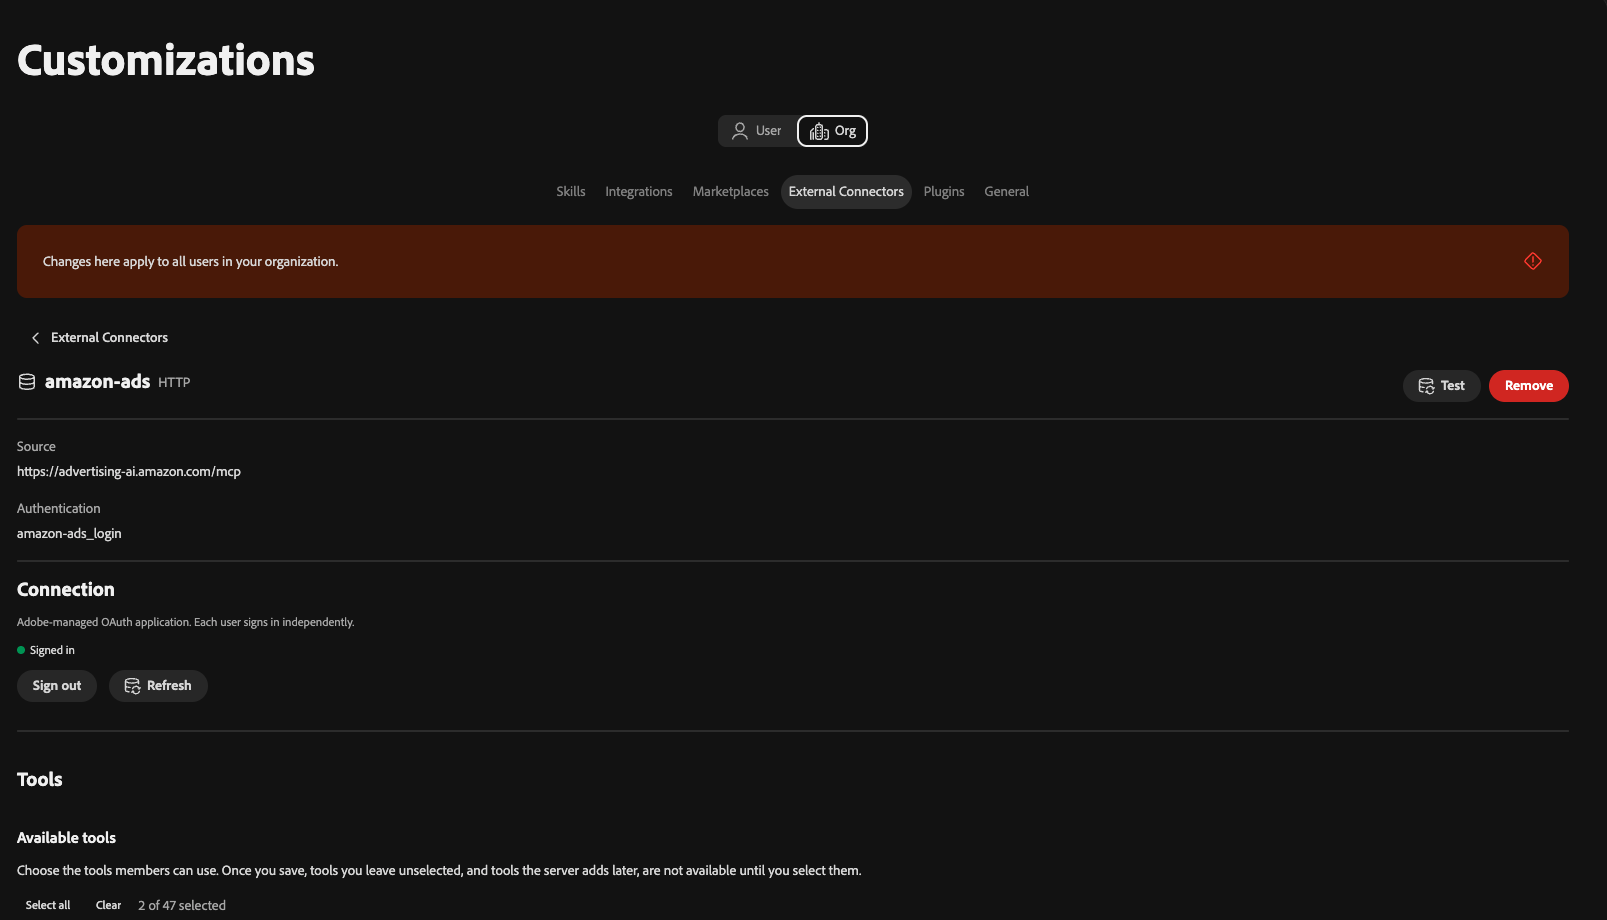 Customizations
User
Org
Skills Integrations Marketplaces External Connectors Plugins General
Changes here apply to all users in your organization.
External Connectors
amazon-ads HTTP
Test
Remove
Source
https://advertising-ai.amazon.com/mcp
Authentication
amazon-ads_login
Connection
Adobe-managed OAuth application. Each user signs in independently.
Signed in
Sign out
Refresh
Tools
Available tools
Choose the tools members can use. Once you save, tools you leave unselected, and tools the server adds later, are not available until you select them.
Select all Clear 2 of 47 selected